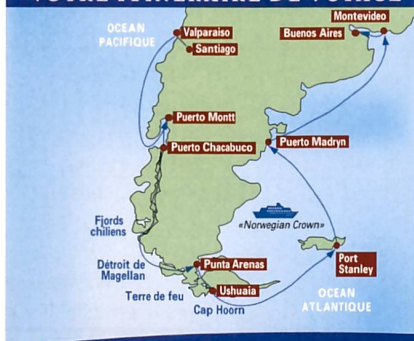 Montevideo
OCEAN
PACIFIQUE
Valparaiso
Buenos Aires
Santiago
Puerto Montt
Puerto Chacabuco
Puerto Madryn
«Norwegian Crown»
Fjords
chiliens
Détroit de
Magellan
Punta Arenas
Port
Stanley
Terre de feu
Ushuaia
Cap Hoorn
OCEAN
ATLANTIQUE